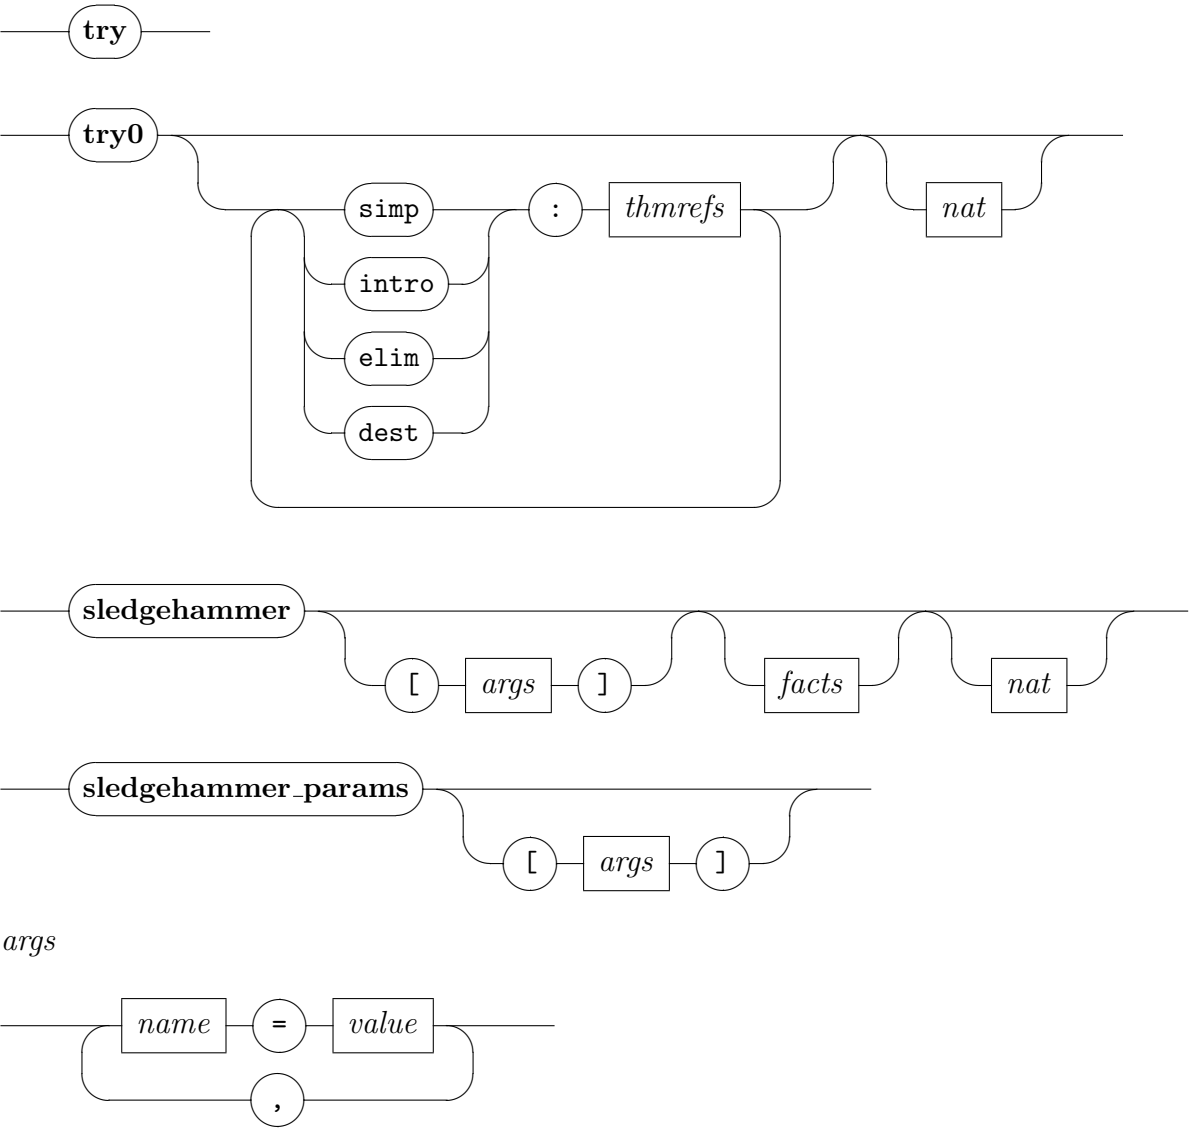 try
try0
simp : thmrefs nat
intro
elim
dest
sledgehammer
[ args ] facts nat
sledgehammer_params
[ args ]
args
name = value
,